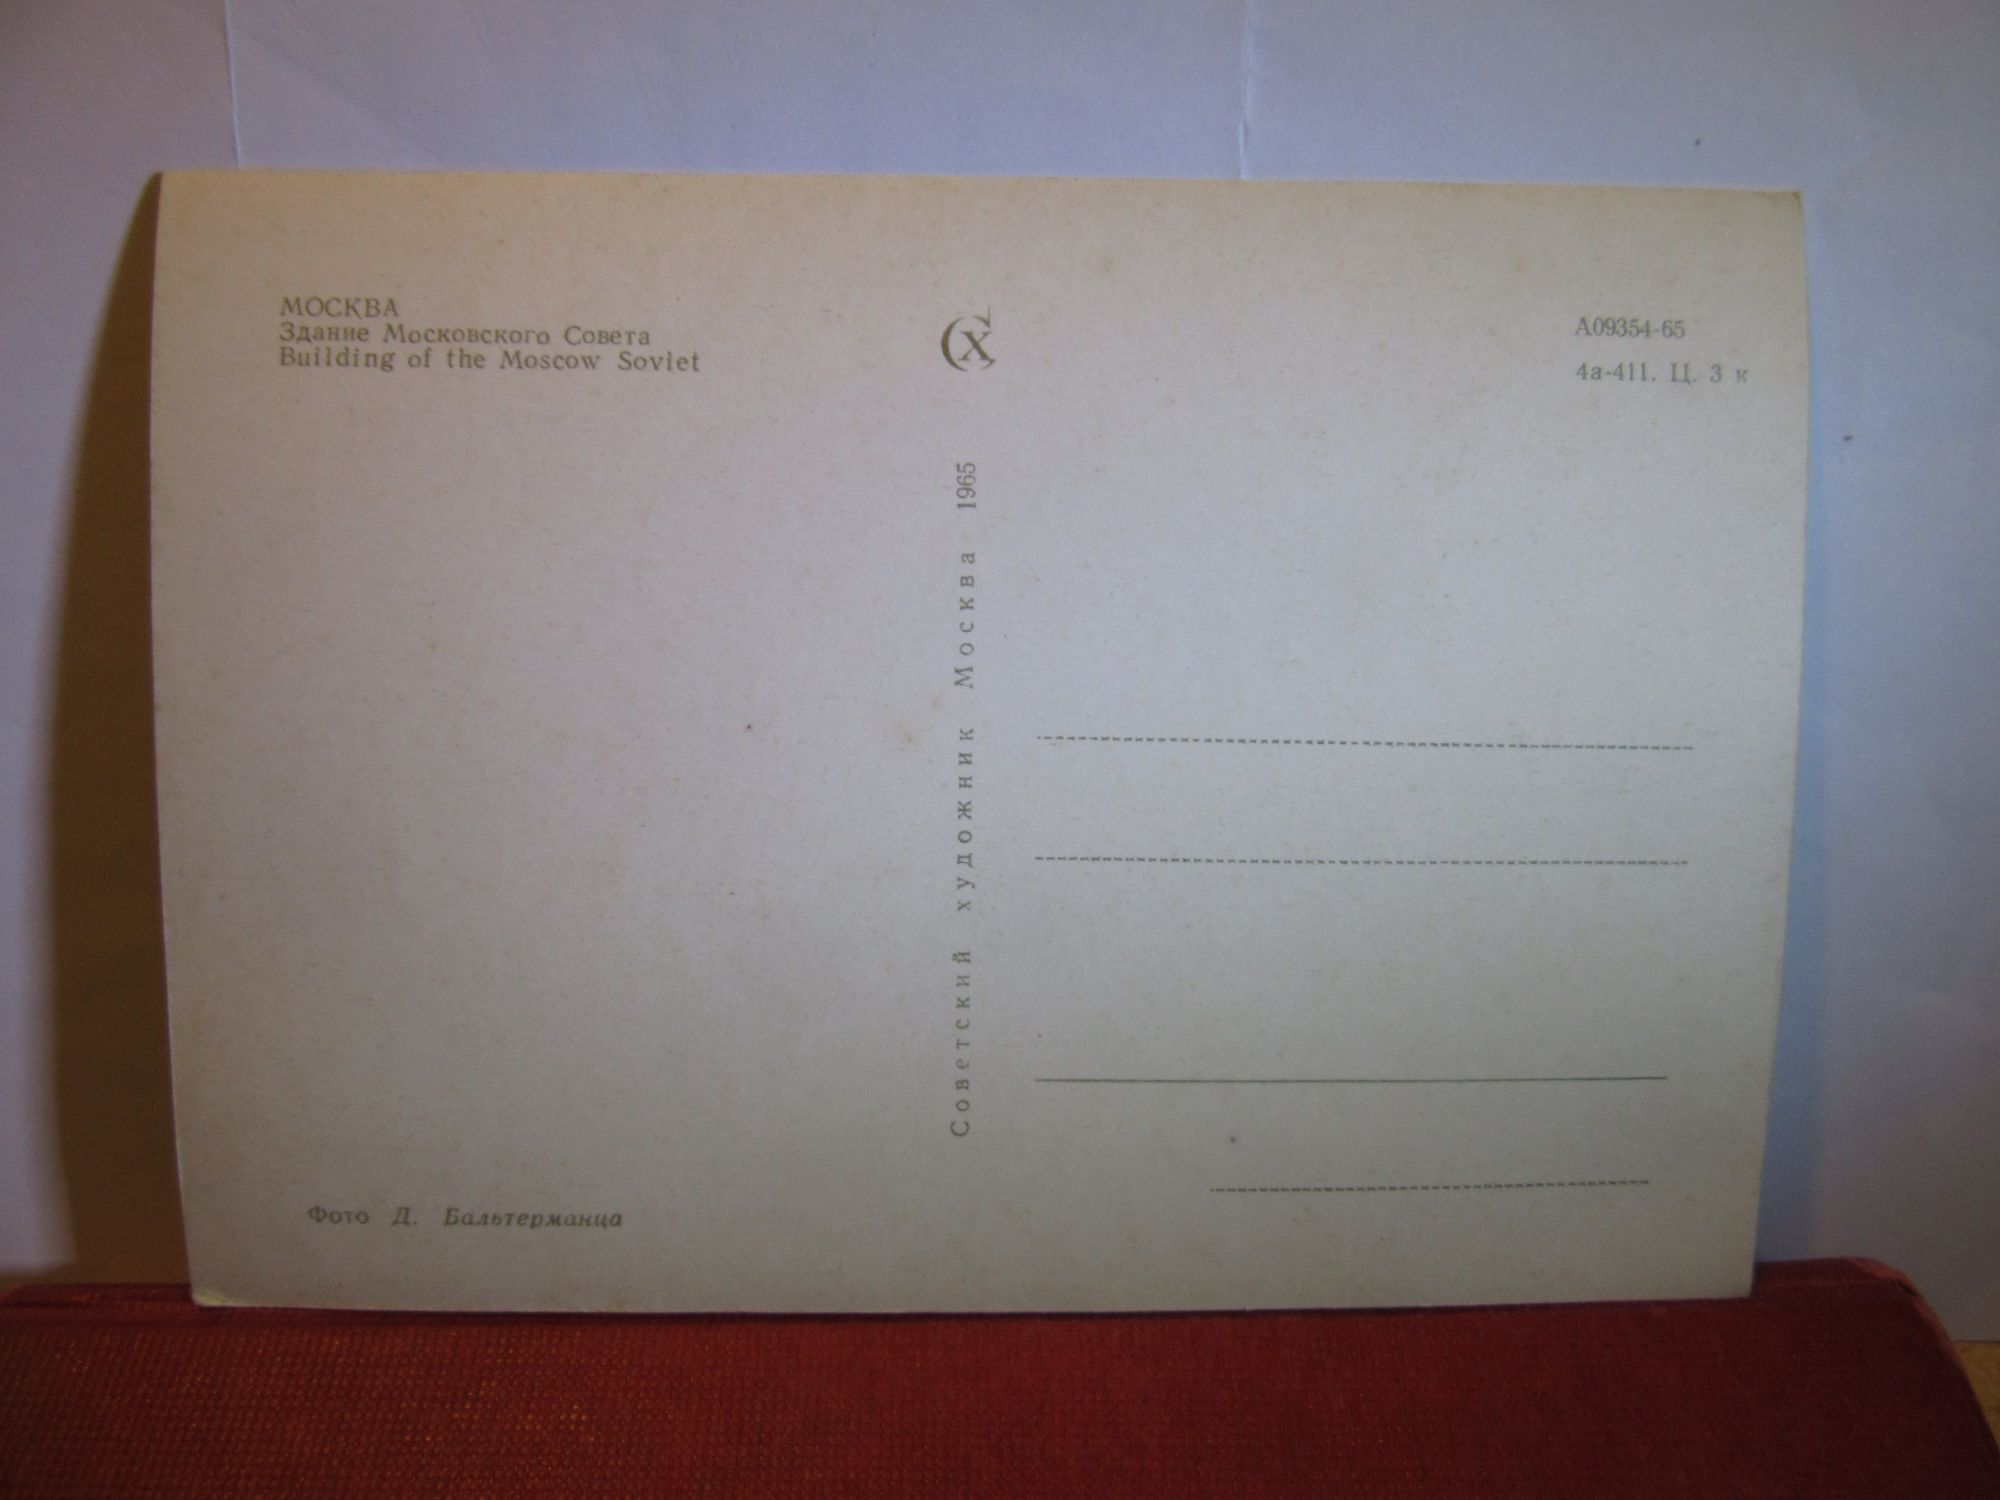 МОСКВА
Здание Московского Совета
Building of the Moscow Soviet
СХ
А09354-65
4а-411. Ц. 3 к
Советский художник Москва 1965
Фото Д. Бальтерманца